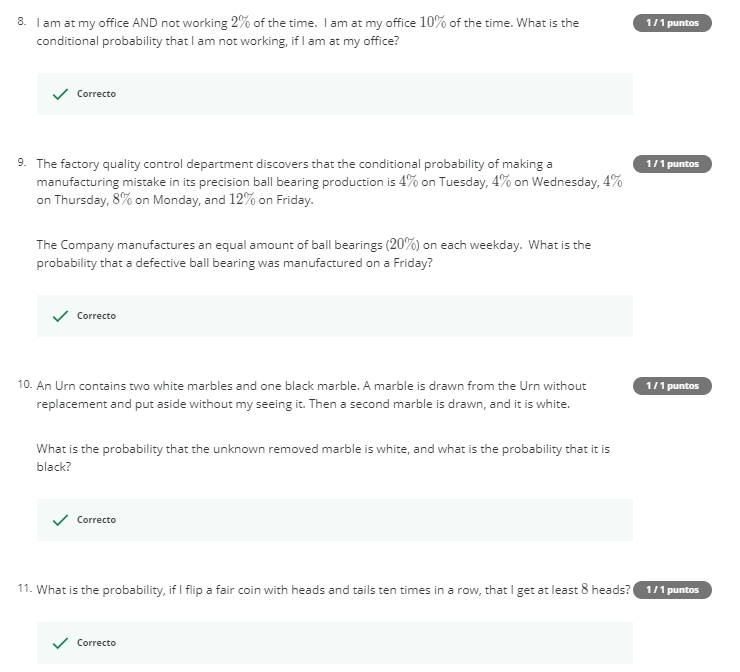 8. I am at my office AND not working 2% of the time. I am at my office 10% of the time. What is the
1 / 1 puntos
conditional probability that I am not working, if I am at my office?
Correcto
9. The factory quality control department discovers that the conditional probability of making a
1 / 1 puntos
manufacturing mistake in its precision ball bearing production is 4% on Tuesday, 4% on Wednesday, 4%
on Thursday, 8% on Monday, and 12% on Friday.
The Company manufactures an equal amount of ball bearings (20%) on each weekday. What is the
probability that a defective ball bearing was manufactured on a Friday?
Correcto
10. An Urn contains two white marbles and one black marble. A marble is drawn from the Urn without
1 / 1 puntos
replacement and put aside without my seeing it. Then a second marble is drawn, and it is white.
What is the probability that the unknown removed marble is white, and what is the probability that it is
black?
Correcto
11. What is the probability, if I flip a fair coin with heads and tails ten times in a row, that I get at least 8 heads?
1 / 1 puntos
Correcto